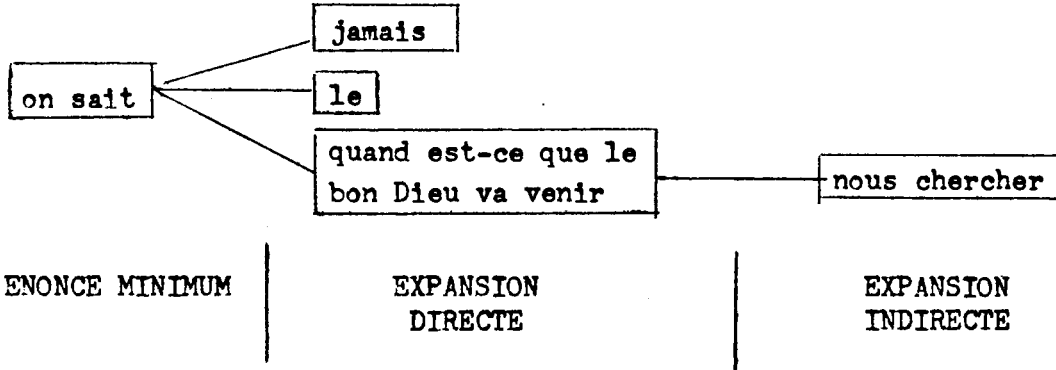 jamais
on sait
le
quand est-ce que le
bon Dieu va venir
nous chercher
ENONCE MINIMUM
EXPANSION
DIRECTE
EXPANSION
INDIRECTE